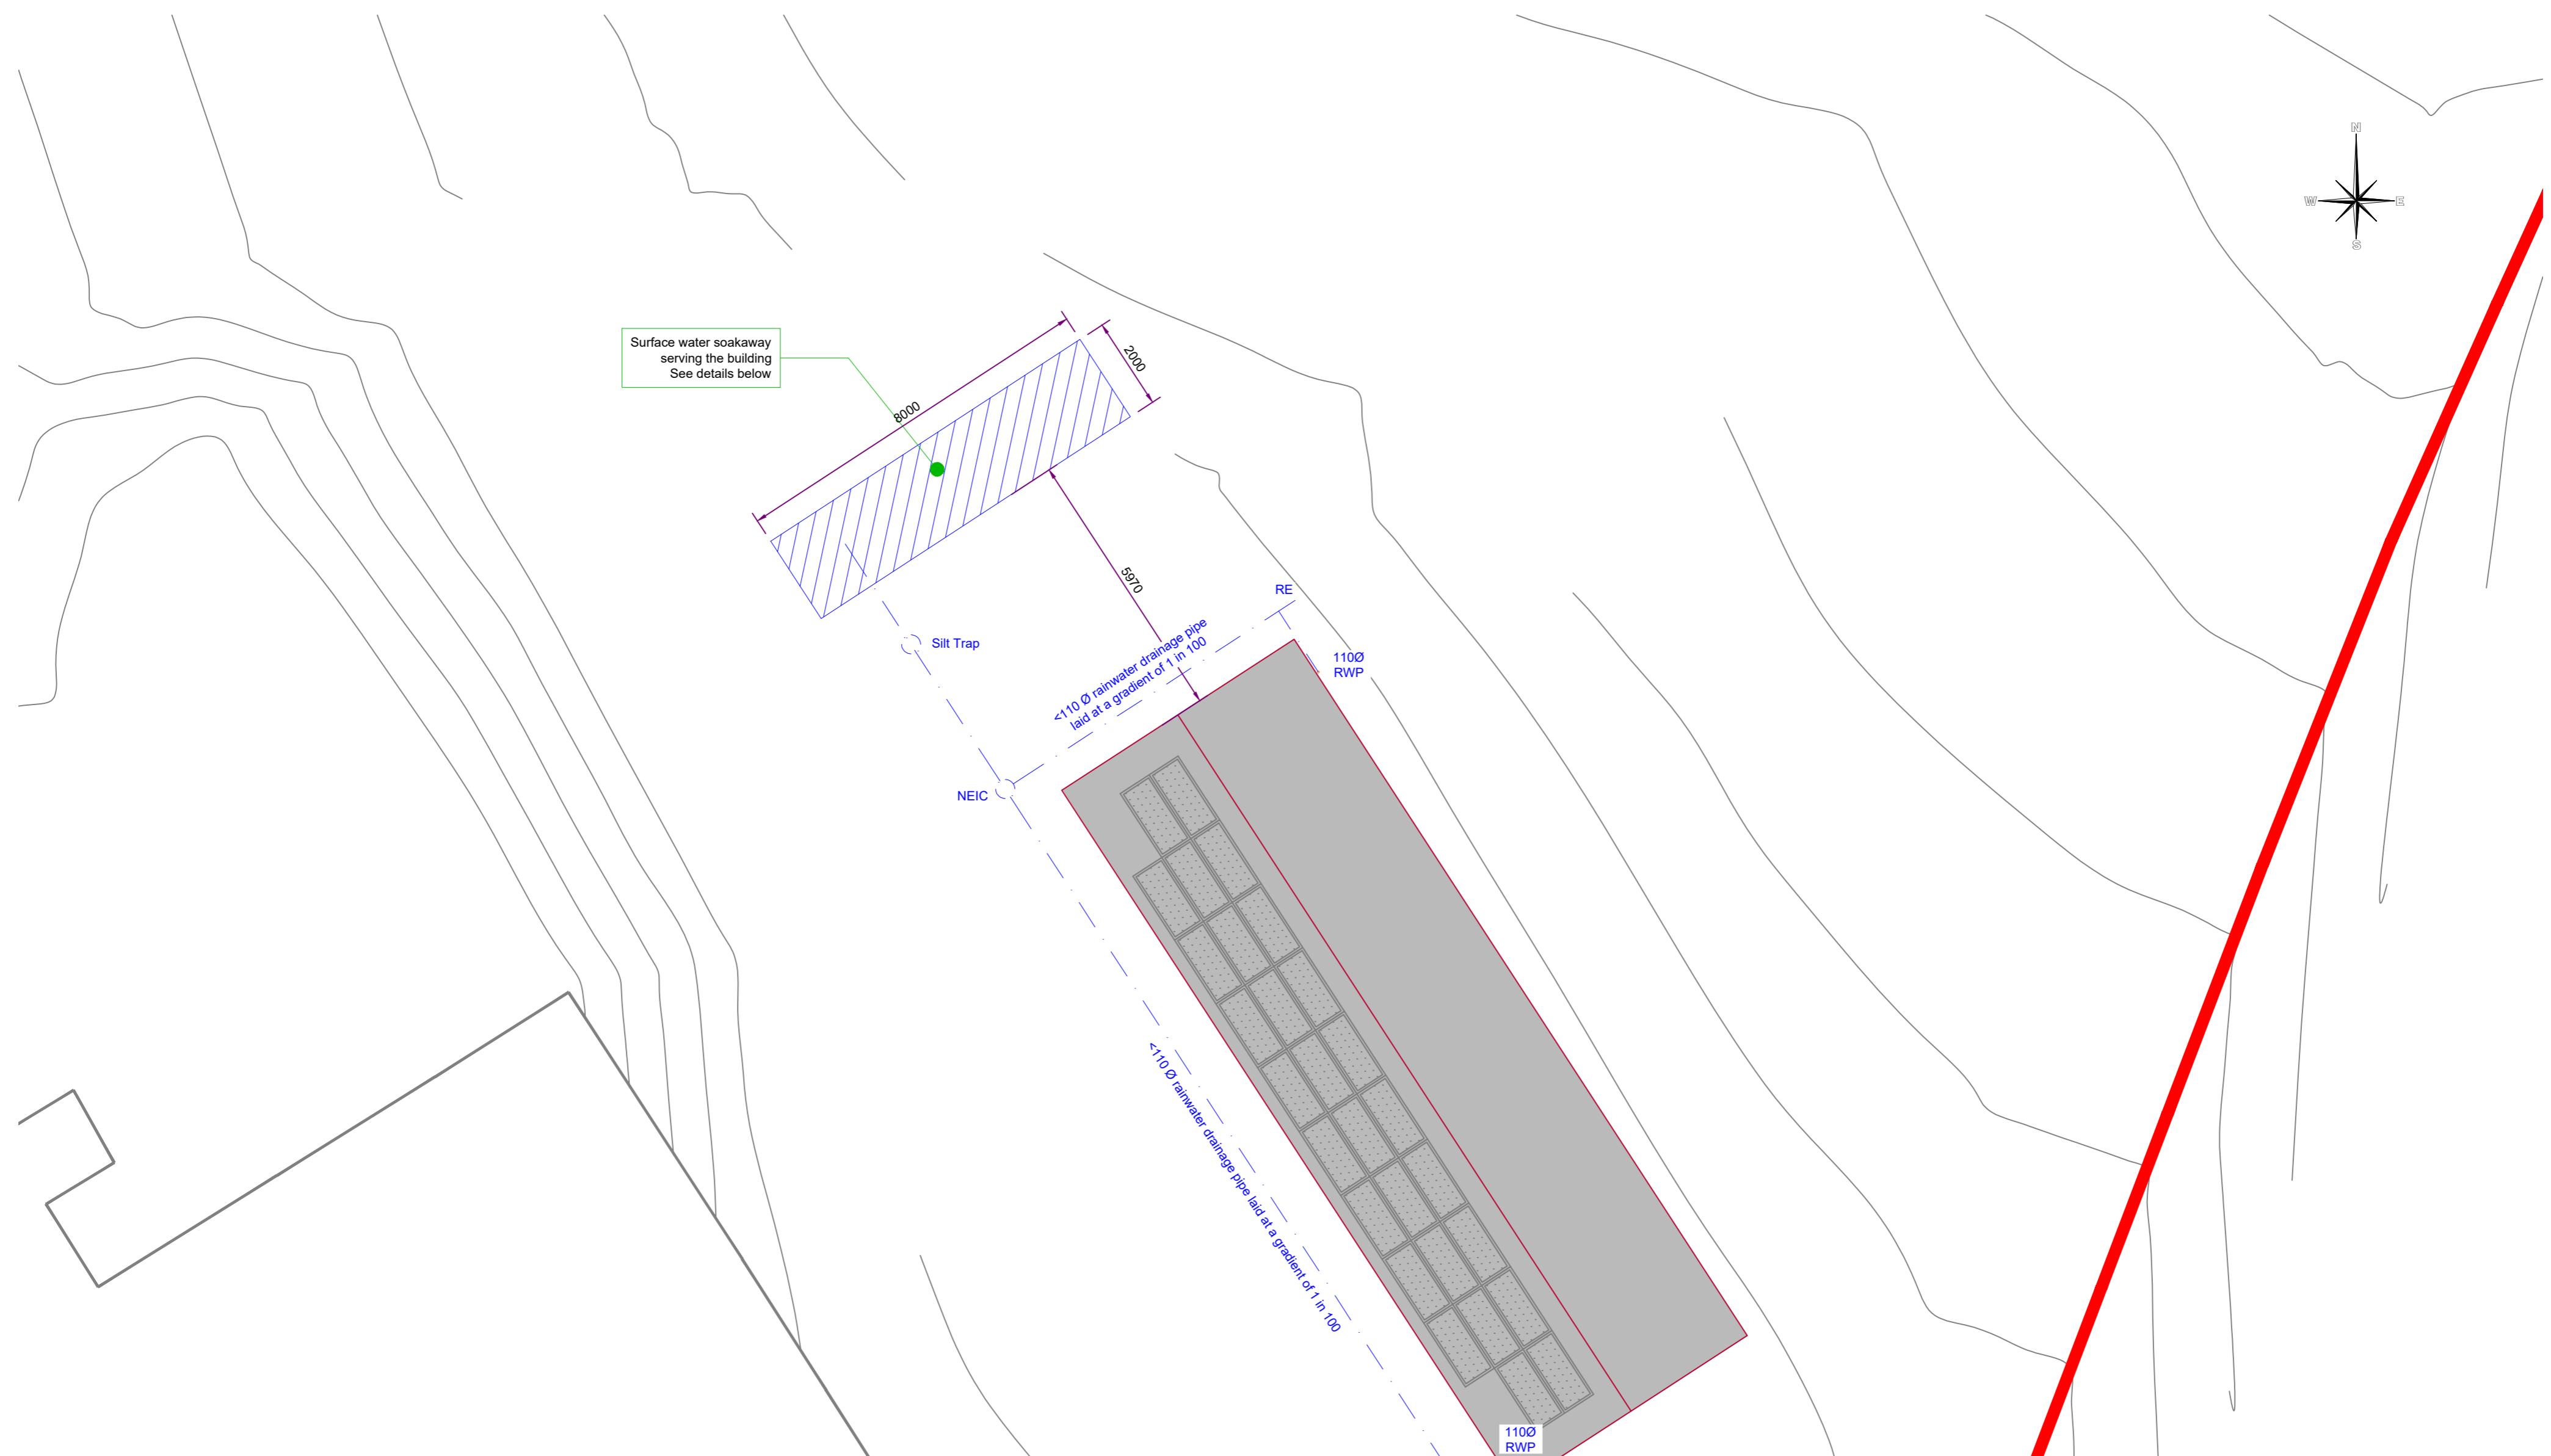 N
W
E
S
Surface water soakaway
serving the building
See details below
8000
2000
5970
RE
Silt Trap
<110 Ø rainwater drainage pipe
laid at a gradient of 1 in 100
110Ø
RWP
NEIC
<110 Ø rainwater drainage pipe laid at a gradient of 1 in 100
110Ø
RWP